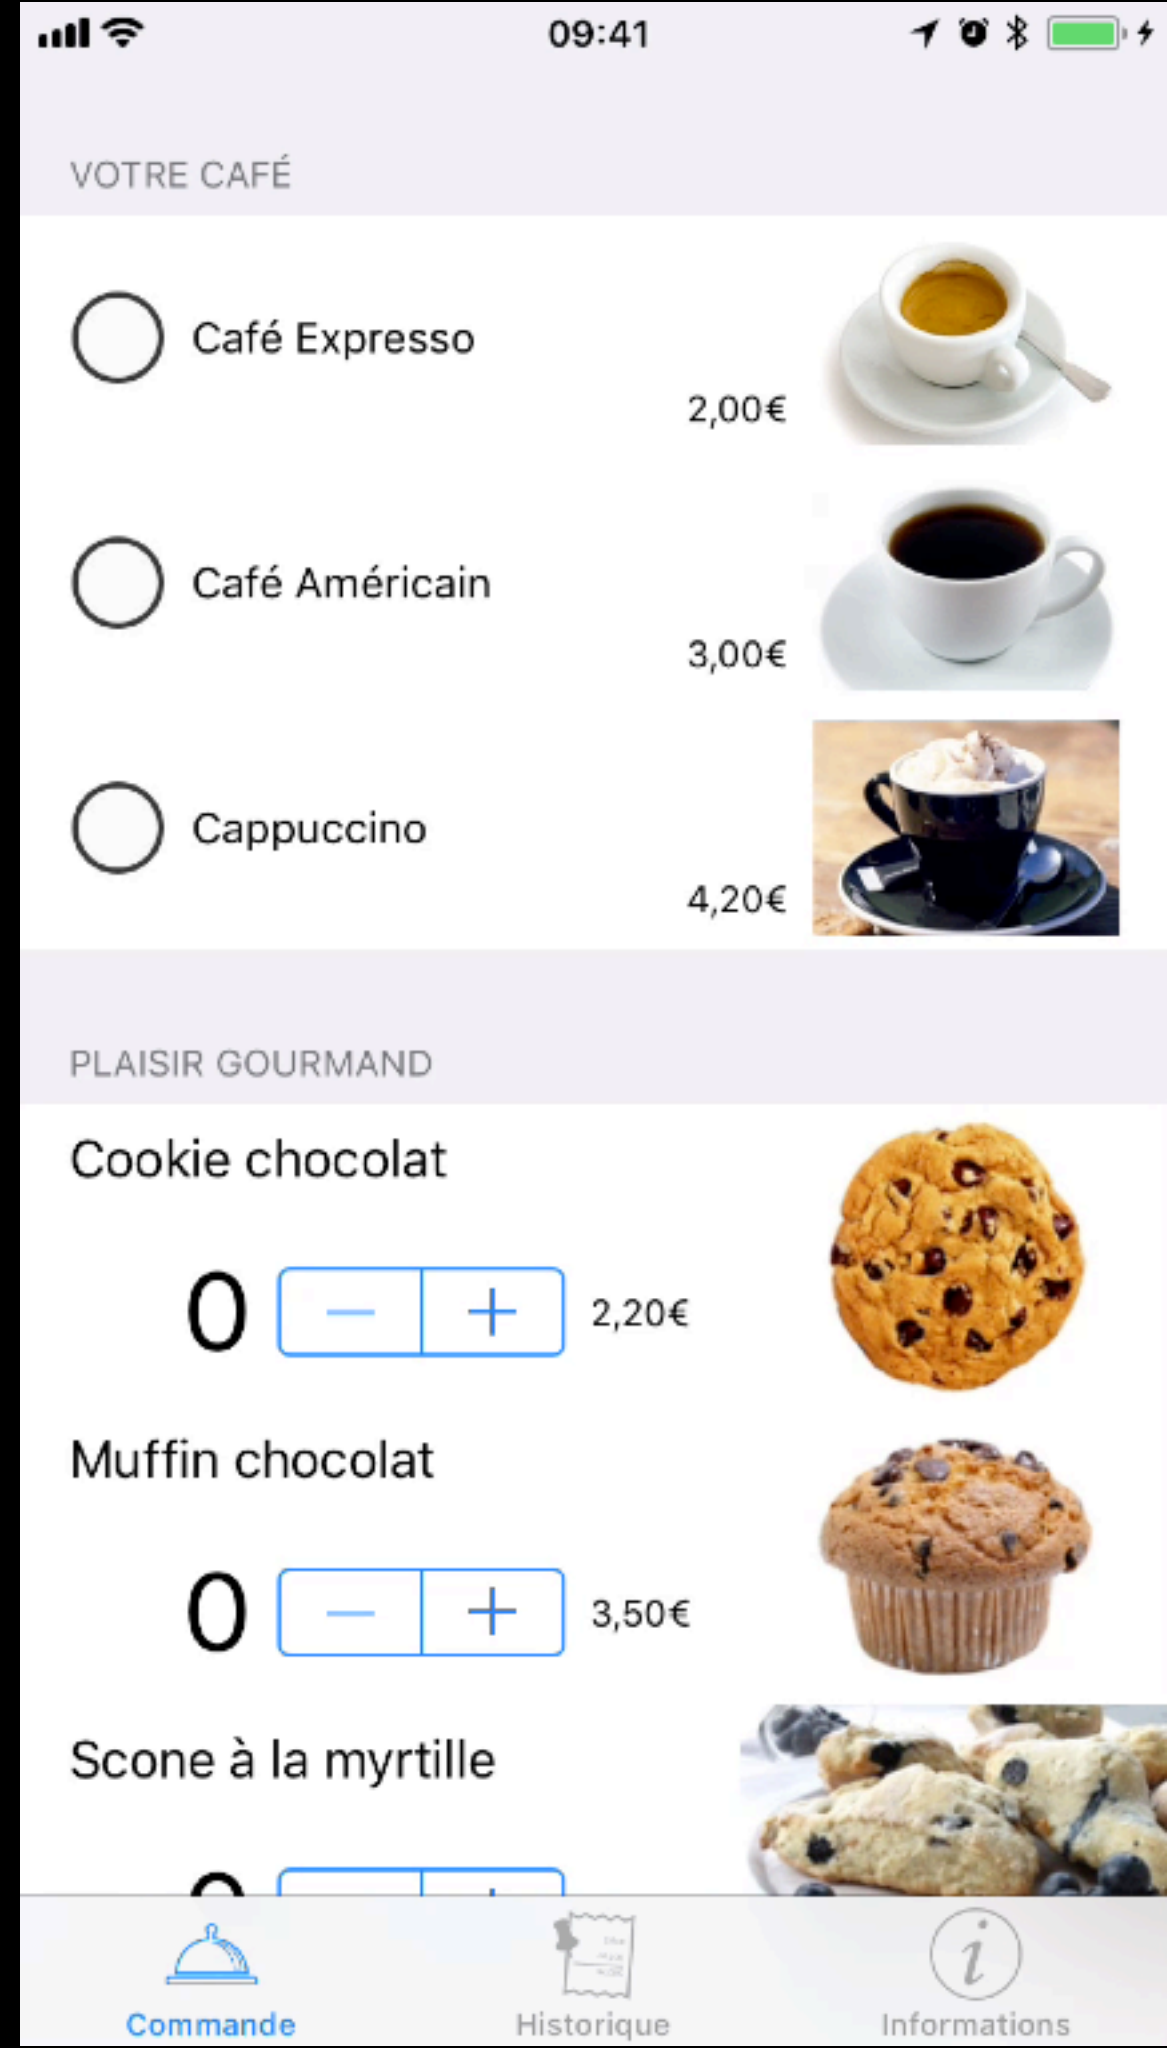 09:41
VOTRE CAFÉ
Café Expresso
2,00€
Café Américain
3,00€
Cappuccino
4,20€
PLAISIR GOURMAND
Cookie chocolat
0 − + 2,20€
Muffin chocolat
0 − + 3,50€
Scone à la myrtille
Commande Historique Informations